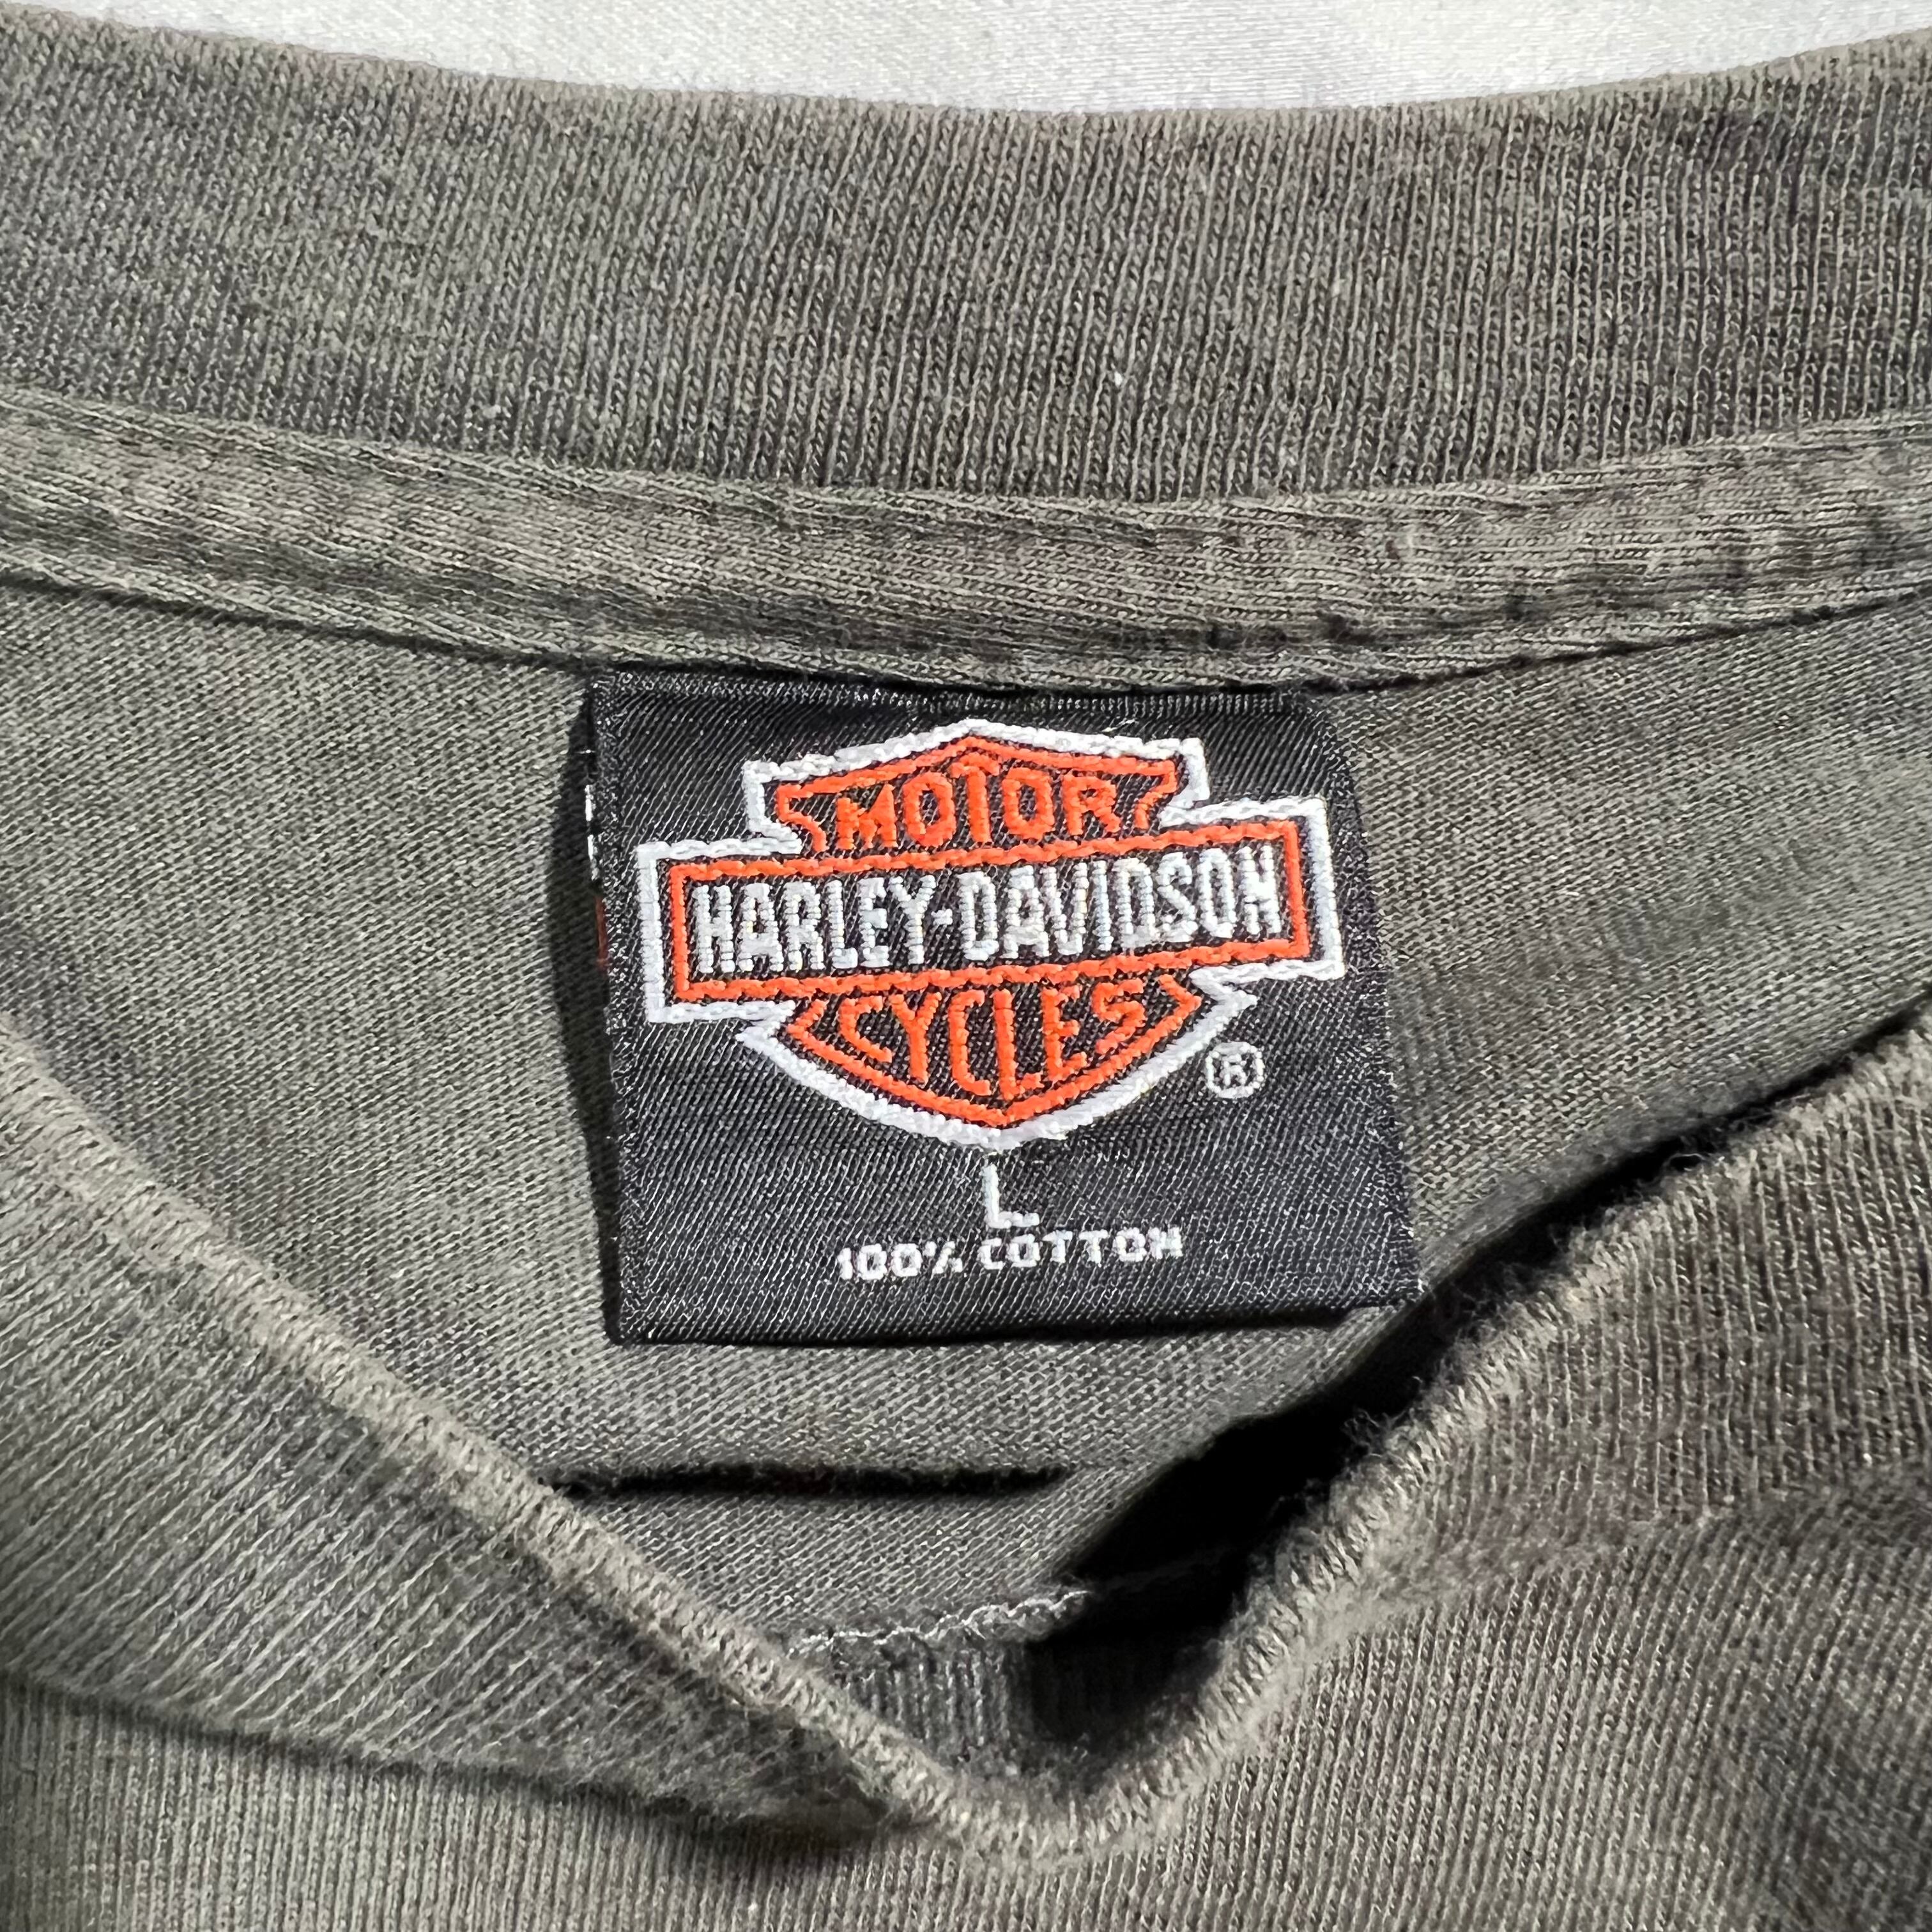 MOTOR
HARLEY-DAVIDSON
CYCLES
®
L
100% COTTON